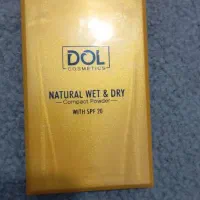 DOL
COSMETICS
NATURAL WET & DRY
Compact Powder
WITH SPF 70